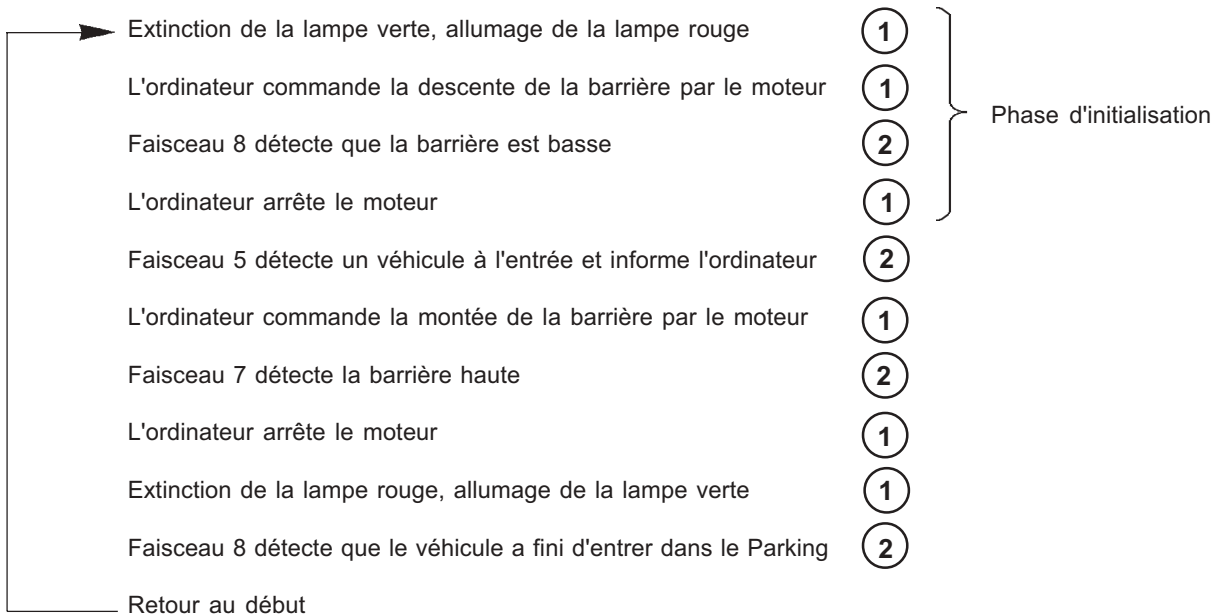 Extinction de la lampe verte, allumage de la lampe rouge 1
L'ordinateur commande la descente de la barrière par le moteur 1
Phase d'initialisation
Faisceau 8 détecte que la barrière est basse 2
L'ordinateur arrête le moteur 1
Faisceau 5 détecte un véhicule à l'entrée et informe l'ordinateur 2
L'ordinateur commande la montée de la barrière par le moteur 1
Faisceau 7 détecte la barrière haute 2
L'ordinateur arrête le moteur 1
Extinction de la lampe rouge, allumage de la lampe verte 1
Faisceau 8 détecte que le véhicule a fini d'entrer dans le Parking 2
Retour au début